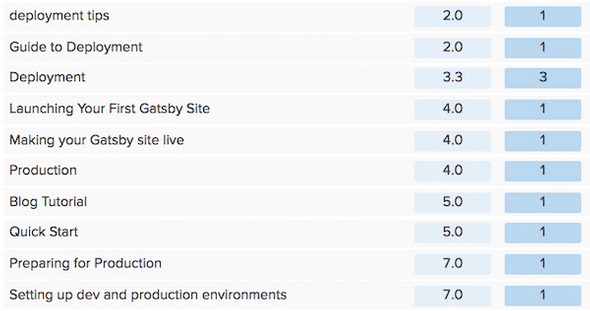 deployment tips 2.0 1
Guide to Deployment 2.0 1
Deployment 3.3 3
Launching Your First Gatsby Site 4.0 1
Making your Gatsby site live 4.0 1
Production 4.0 1
Blog Tutorial 5.0 1
Quick Start 5.0 1
Preparing for Production 7.0 1
Setting up dev and production environments 7.0 1